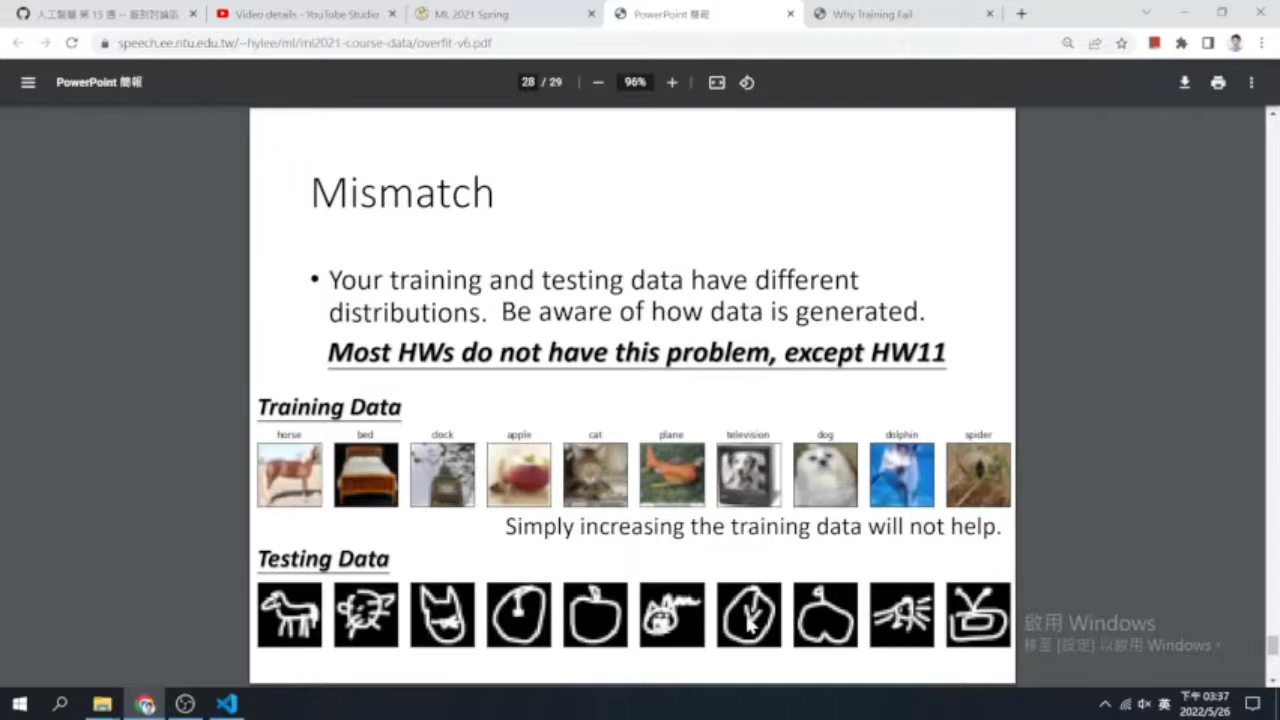 人工智慧 第 15 週 -- 簽到討論區
Video details - YouTube Studio
ML 2021 Spring
PowerPoint 簡報
Why Training Fail
speech.ee.ntu.edu.tw/~hylee/ml/ml2021-course-data/overfit-v6.pdf
PowerPoint 簡報
28 / 29
96%
Mismatch
• Your training and testing data have different
distributions. Be aware of how data is generated.
Most HWs do not have this problem, except HW11
Training Data
horse bed clock apple cat plane television dog dolphin spider
Simply increasing the training data will not help.
Testing Data
啟用 Windows
移至 [設定] 以啟用 Windows。
英
下午 03:37
2022/5/26